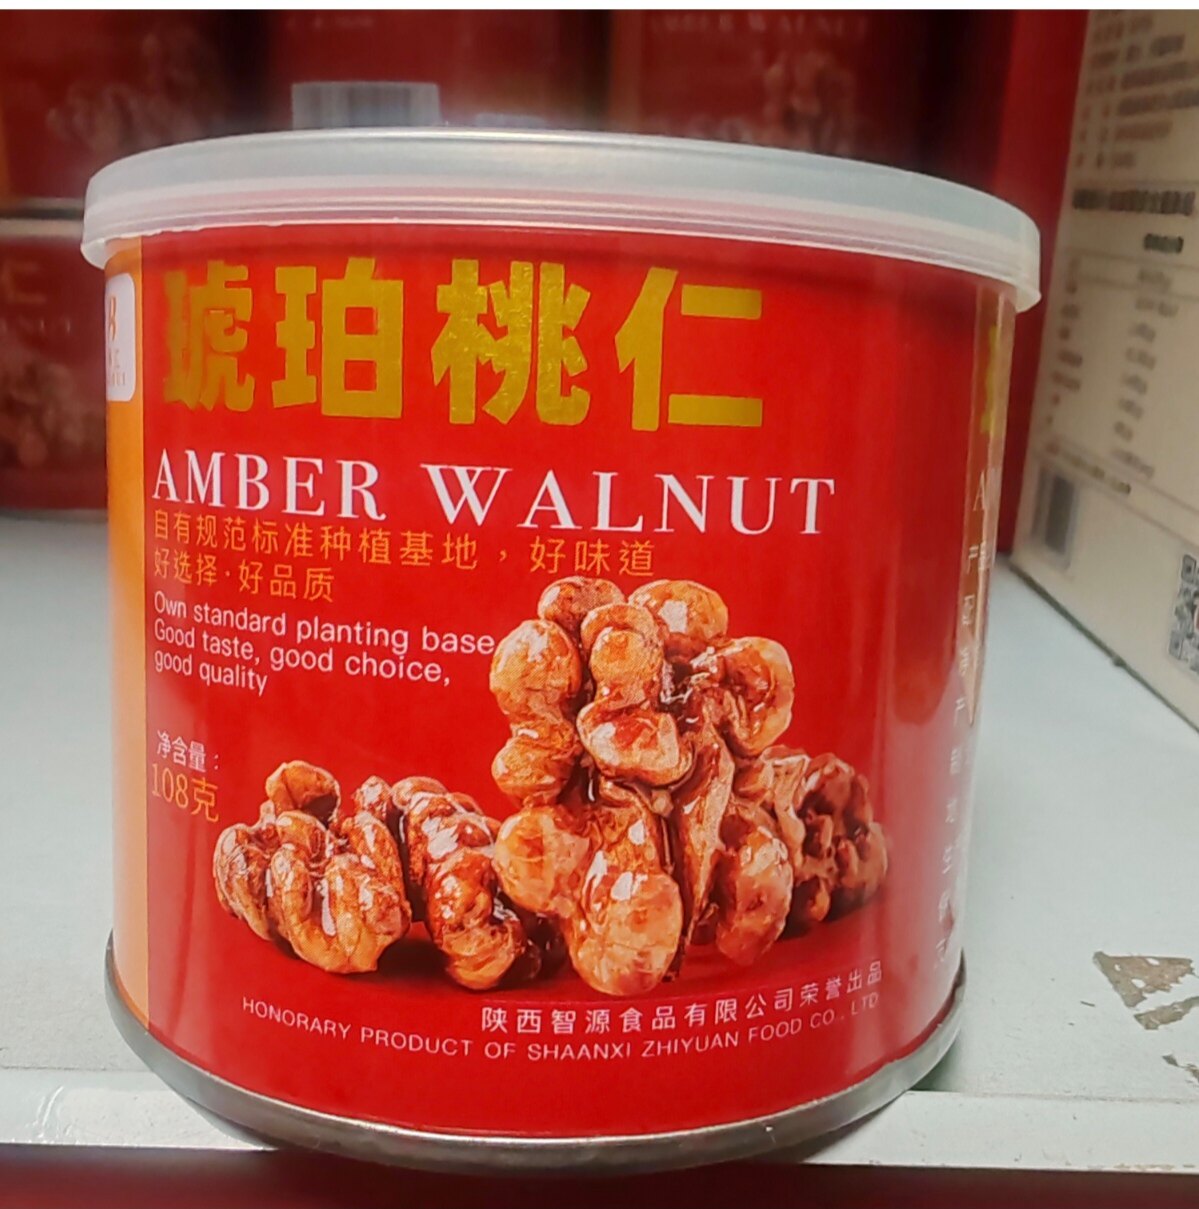 琥珀桃仁
AMBER WALNUT
自有规范标准种植基地，好味道
好选择·好品质
Own standard planting base
Good taste, good choice,
good quality
净含量：
108克
陕西智源食品有限公司荣誉出品
HONORARY PRODUCT OF SHAANXI ZHIYUAN FOOD CO., LTD